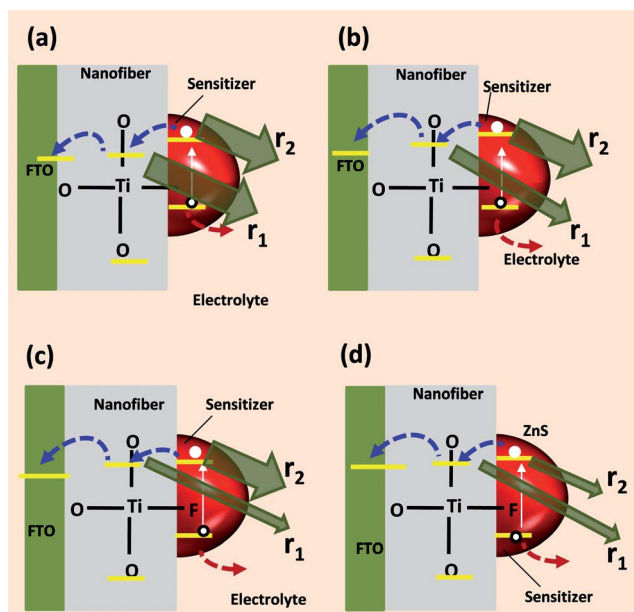 (a)
Nanofiber
Sensitizer
O
FTO
O
Ti
r2
r1
O
Electrolyte
(b)
Nanofiber
Sensitizer
O
FTO
O
Ti
r2
r1
O
Electrolyte
(c)
Nanofiber
Sensitizer
O
O
Ti
F
r2
r1
FTO
O
Electrolyte
(d)
Nanofiber
ZnS
O
O
Ti
F
r2
r1
FTO
O
Sensitizer